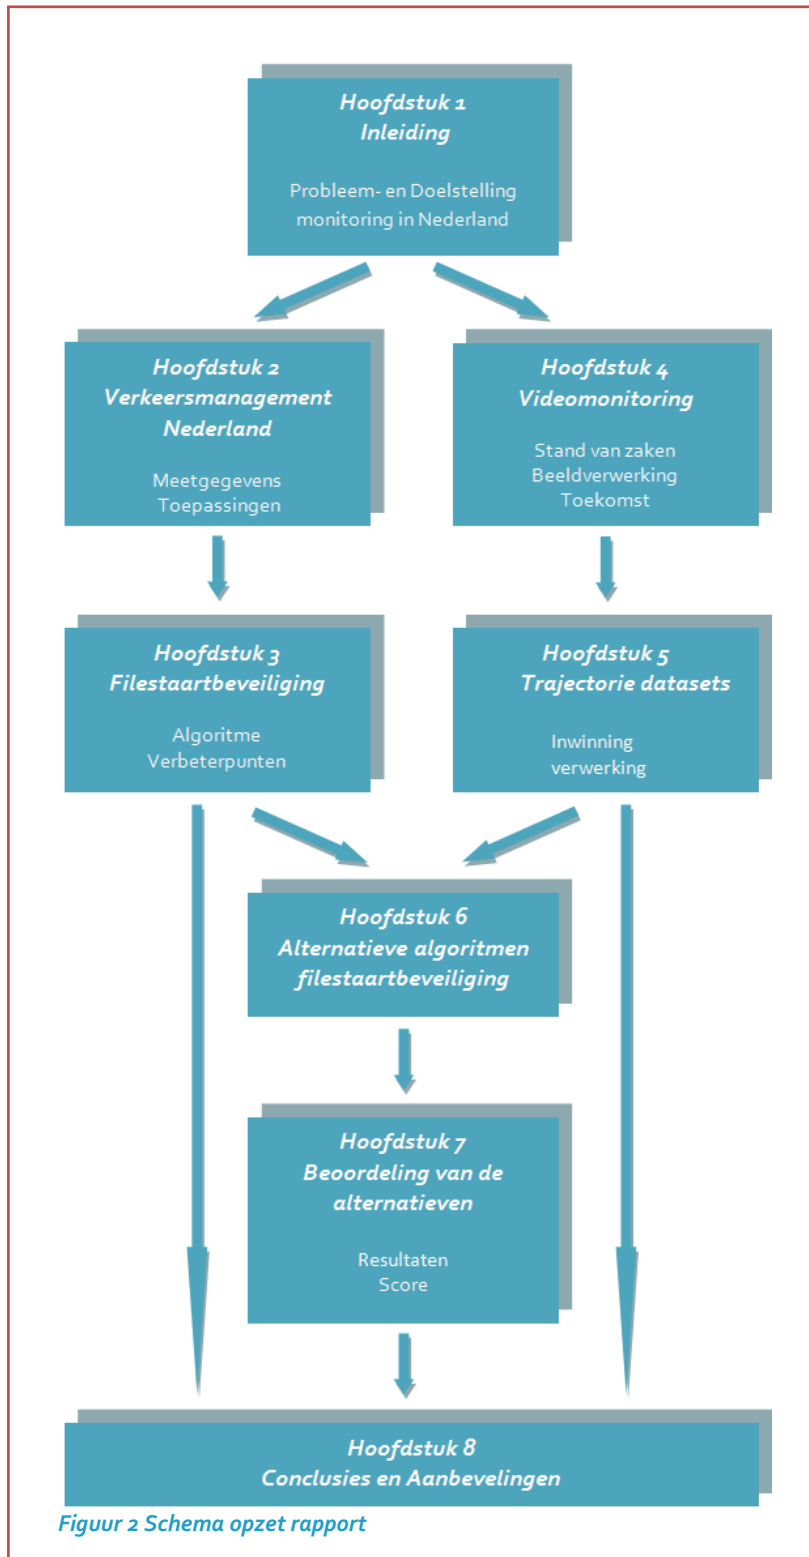 Hoofdstuk 1
Inleiding
Probleem- en Doelstelling
monitoring in Nederland
Hoofdstuk 2
Verkeersmanagement
Nederland
Meetgegevens
Toepassingen
Hoofdstuk 4
Videomonitoring
Stand van zaken
Beeldverwerking
Toekomst
Hoofdstuk 3
Filestaartbeveiliging
Algoritme
Verbeterpunten
Hoofdstuk 5
Trajectorie datasets
Inwinning
verwerking
Hoofdstuk 6
Alternatieve algoritmen
filestaartbeveiliging
Hoofdstuk 7
Beoordeling van de
alternatieven
Resultaten
Score
Hoofdstuk 8
Conclusies en Aanbevelingen
Figuur 2 Schema opzet rapport